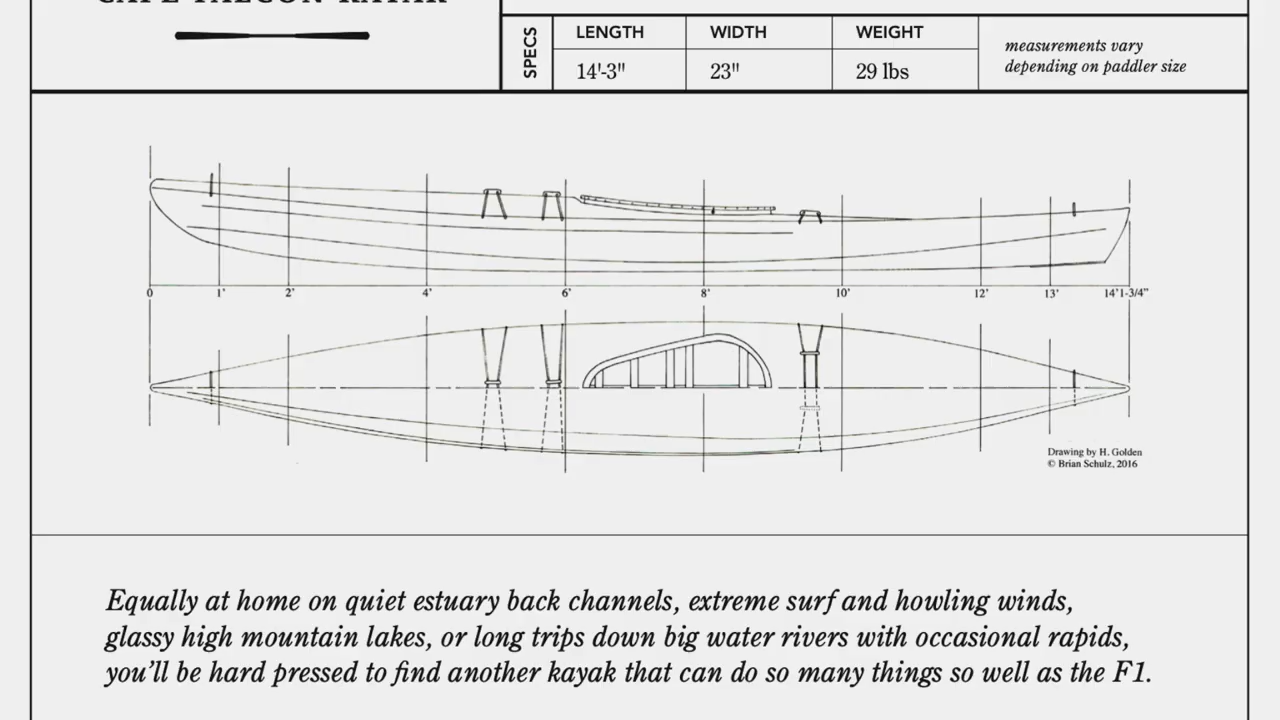 CAPE FALCON KAYAK
SPECS
LENGTH WIDTH WEIGHT
14'-3" 23" 29 lbs
measurements vary
depending on paddler size
0 1' 2' 4' 6' 8' 10' 12' 13' 14'1-3/4"
Drawing by H. Golden
© Brian Schulz, 2016
Equally at home on quiet estuary back channels, extreme surf and howling winds,
glassy high mountain lakes, or long trips down big water rivers with occasional rapids,
you’ll be hard pressed to find another kayak that can do so many things so well as the F1.